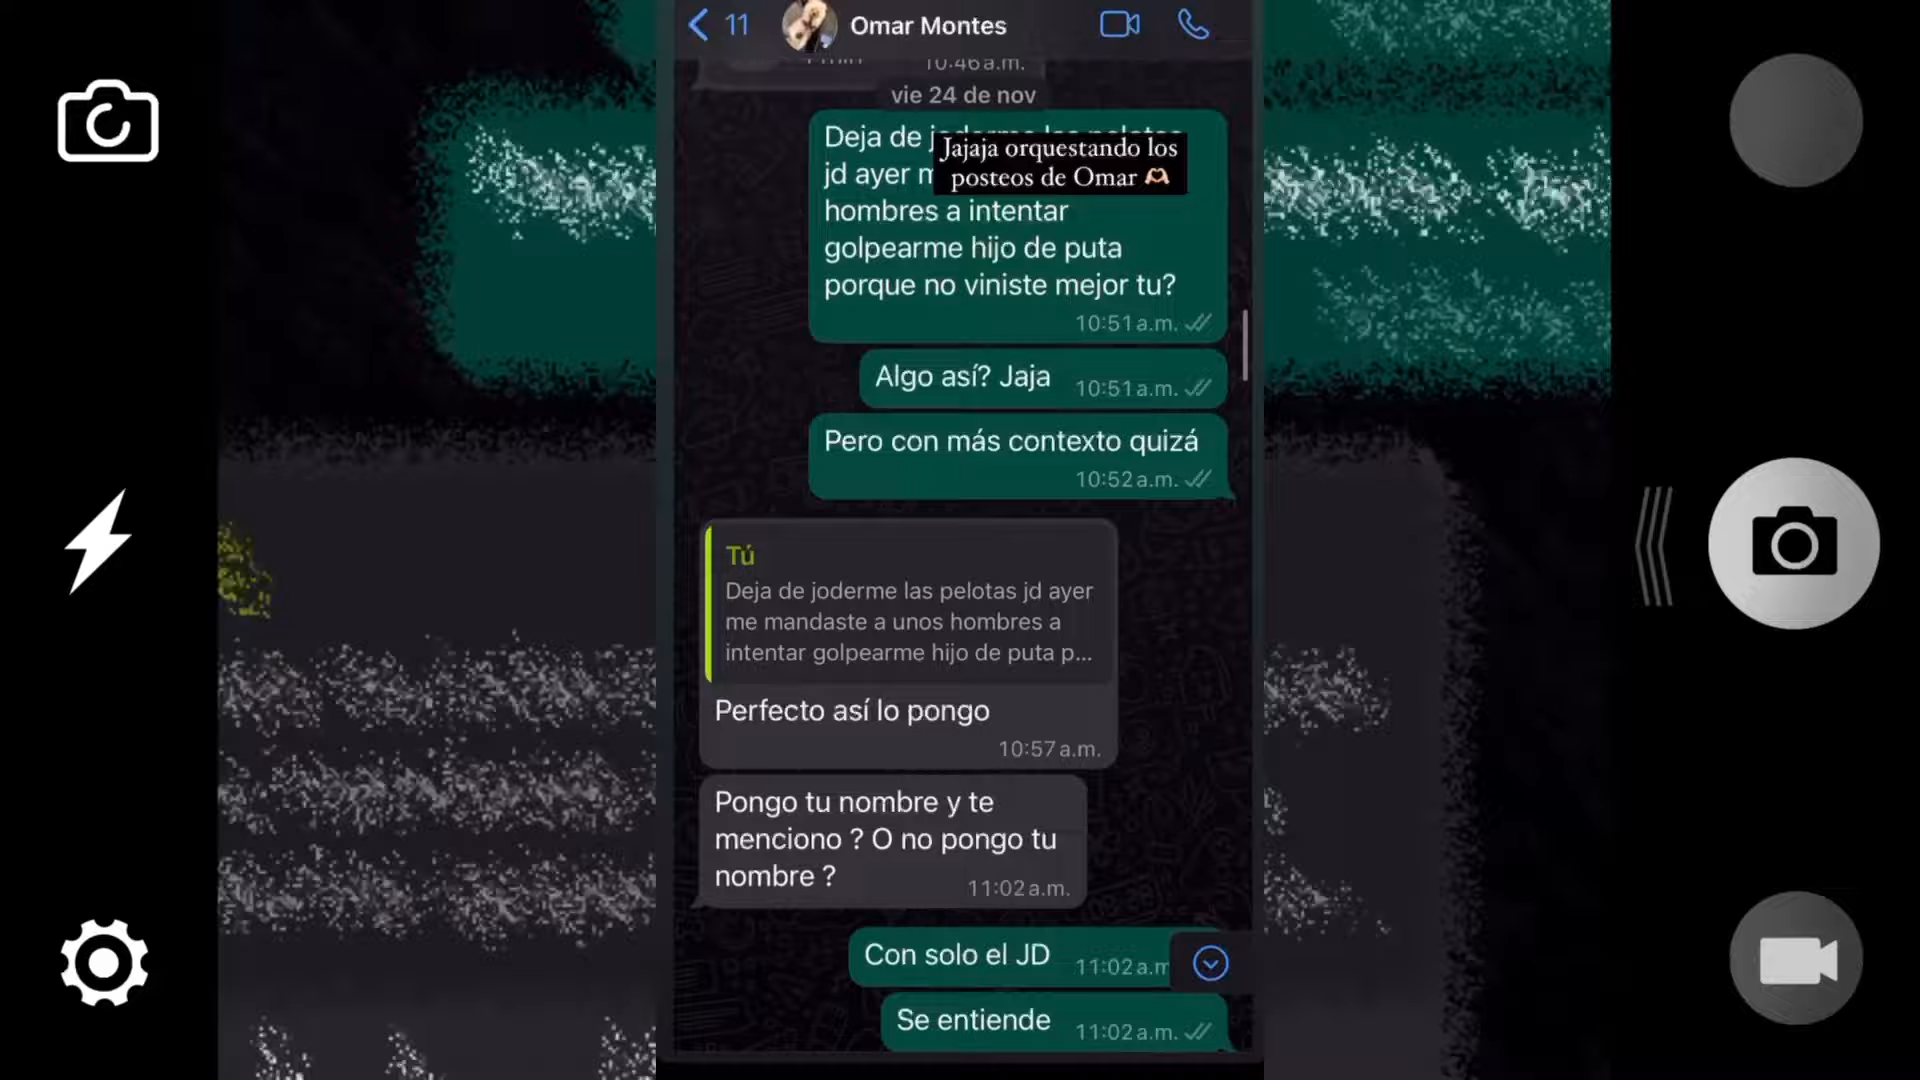 11
Omar Montes
10:46 a.m.
vie 24 de nov
Deja de
Jajaja orquestando los
jd ayer
posteos de Omar 🫶🏼
hombres a intentar
golpearme hijo de puta
porque no viniste mejor tu?
10:51 a.m.
Algo así? Jaja
10:51 a.m.
Pero con más contexto quizá
10:52 a.m.
Tú
Deja de joderme las pelotas jd ayer
me mandaste a unos hombres a
intentar golpearme hijo de puta p...
Perfecto así lo pongo
10:57 a.m.
Pongo tu nombre y te
menciono ? O no pongo tu
nombre ?
11:02 a.m.
Con solo el JD
11:02 a.m
Se entiende
11:02 a.m.